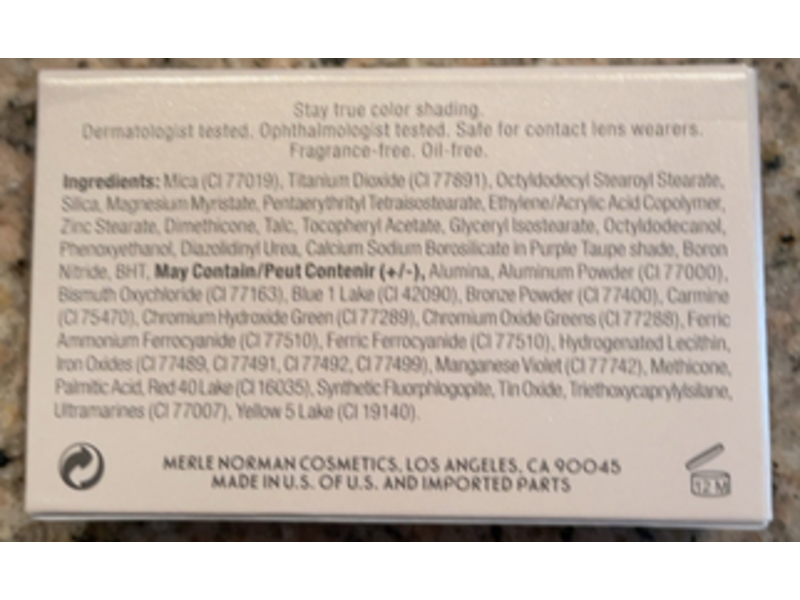 Stay true color shading.
Dermatologist tested. Ophthalmologist tested. Safe for contact lens wearers.
Fragrance-free. Oil-free.
Ingredients: Mica (CI 77019), Titanium Dioxide (CI 77891), Octyldodecyl Stearoyl Stearate,
Silica, Magnesium Myristate, Pentaerythrityl Tetraisostearate, Ethylene/Acrylic Acid Copolymer,
Zinc Stearate, Dimethicone, Talc, Tocopheryl Acetate, Glyceryl Isostearate, Octyldodecanol,
Phenoxyethanol, Diazolidinyl Urea, Calcium Sodium Borosilicate in Purple Taupe shade, Boron
Nitride, BHT, May Contain/Peut Contenir (+/-), Alumina, Aluminum Powder (CI 77000),
Bismuth Oxychloride (CI 77163), Blue 1 Lake (CI 42090), Bronze Powder (CI 77400), Carmine
(CI 75470), Chromium Hydroxide Green (CI 77289), Chromium Oxide Greens (CI 77288), Ferric
Ammonium Ferrocyanide (CI 77510), Ferric Ferrocyanide (CI 77510), Hydrogenated Lecithin,
Iron Oxides (CI 77489, CI 77491, CI 77492, CI 77499), Manganese Violet (CI 77742), Methicone,
Palmitic Acid, Red 40 Lake (CI 16035), Synthetic Fluorphlogopite, Tin Oxide, Triethoxycaprylylsilane,
Ultramarines (CI 77007), Yellow 5 Lake (CI 19140).
MERLE NORMAN COSMETICS, LOS ANGELES, CA 90045
MADE IN U.S. OF U.S. AND IMPORTED PARTS
12 M